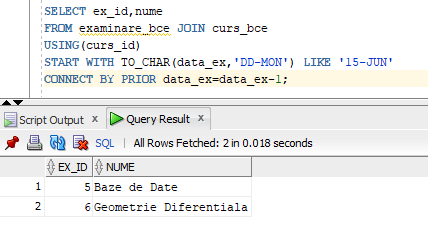 SELECT ex_id,nume
FROM examinare_bce JOIN curs_bce
USING(curs_id)
START WITH TO_CHAR(data_ex,'DD-MON') LIKE '15-JUN'
CONNECT BY PRIOR data_ex=data_ex-1;
Script Output x Query Result x
SQL | All Rows Fetched: 2 in 0.018 seconds
EX_ID NUME
1 5 Baze de Date
2 6 Geometrie Diferentiala